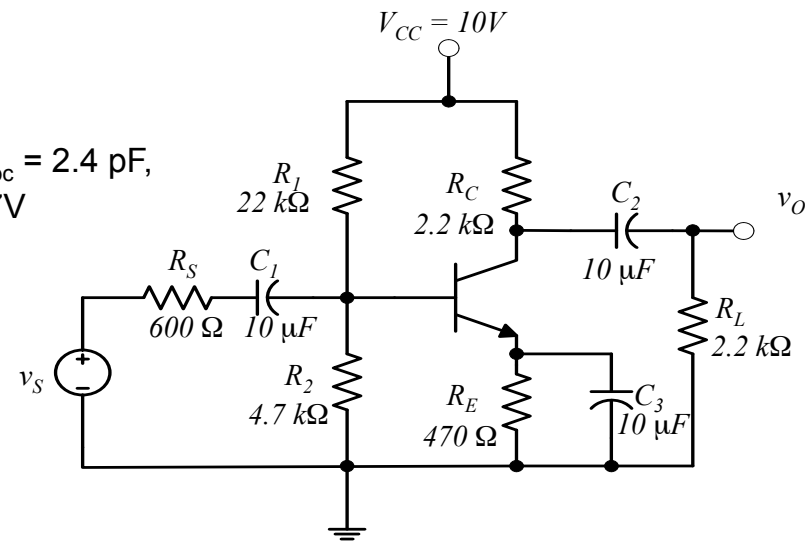 V_CC = 10V
bc = 2.4 pF,
V
R_1
22 kΩ
R_C
2.2 kΩ
C_2
10 μF
v_O
R_S
600 Ω
C_1
10 μF
R_L
2.2 kΩ
v_S
R_2
4.7 kΩ
R_E
470 Ω
C_3
10 μF